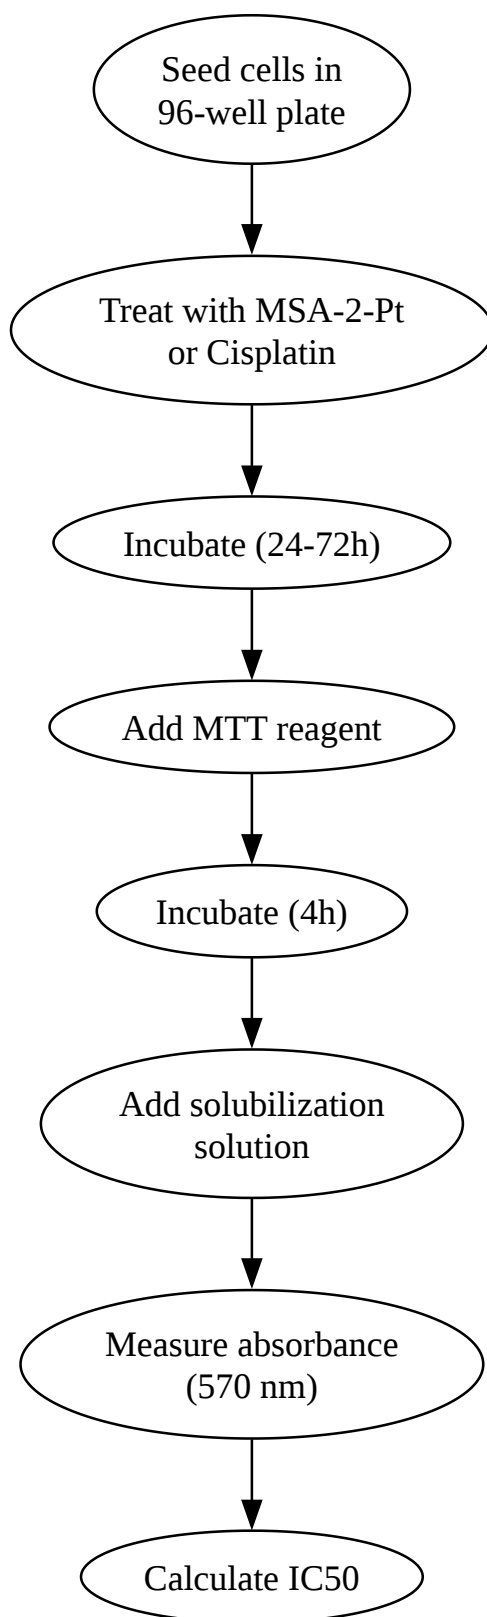 Seed cells in
96-well plate
Treat with MSA-2-Pt
or Cisplatin
Incubate (24-72h)
Add MTT reagent
Incubate (4h)
Add solubilization
solution
Measure absorbance
(570 nm)
Calculate IC50